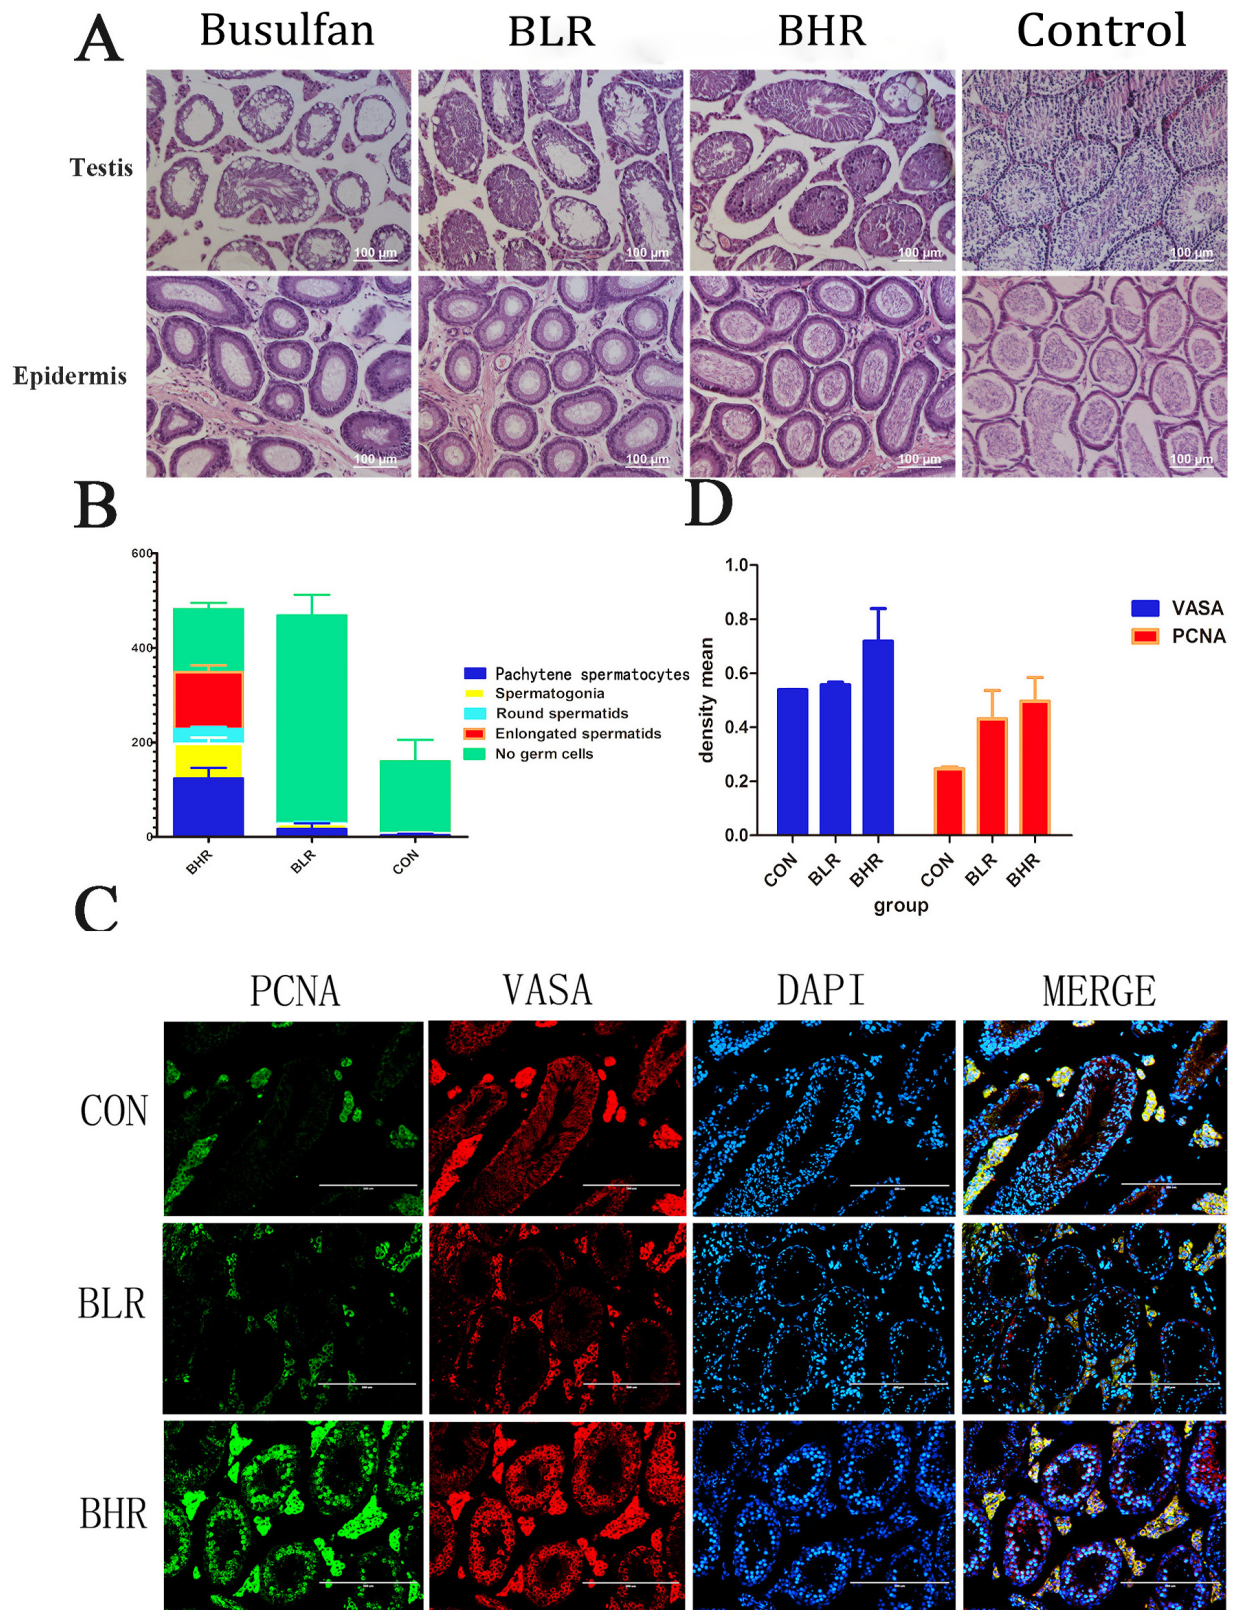 A
Busulfan BLR BHR Control
Testis
100 µm 100 µm 100 µm 100 µm
Epidermis
100 µm 100 µm 100 µm 100 µm
B
600
400
200
0
BHR BLR CON
Pachytene spermatocytes
Spermatogonia
Round spermatids
Enlongated spermatids
No germ cells
D
density mean
1.0
0.8
0.6
0.4
0.2
0.0
CON BLR BHR CON BLR BHR
group
VASA
PCNA
C
PCNA VASA DAPI MERGE
CON
BLR
BHR